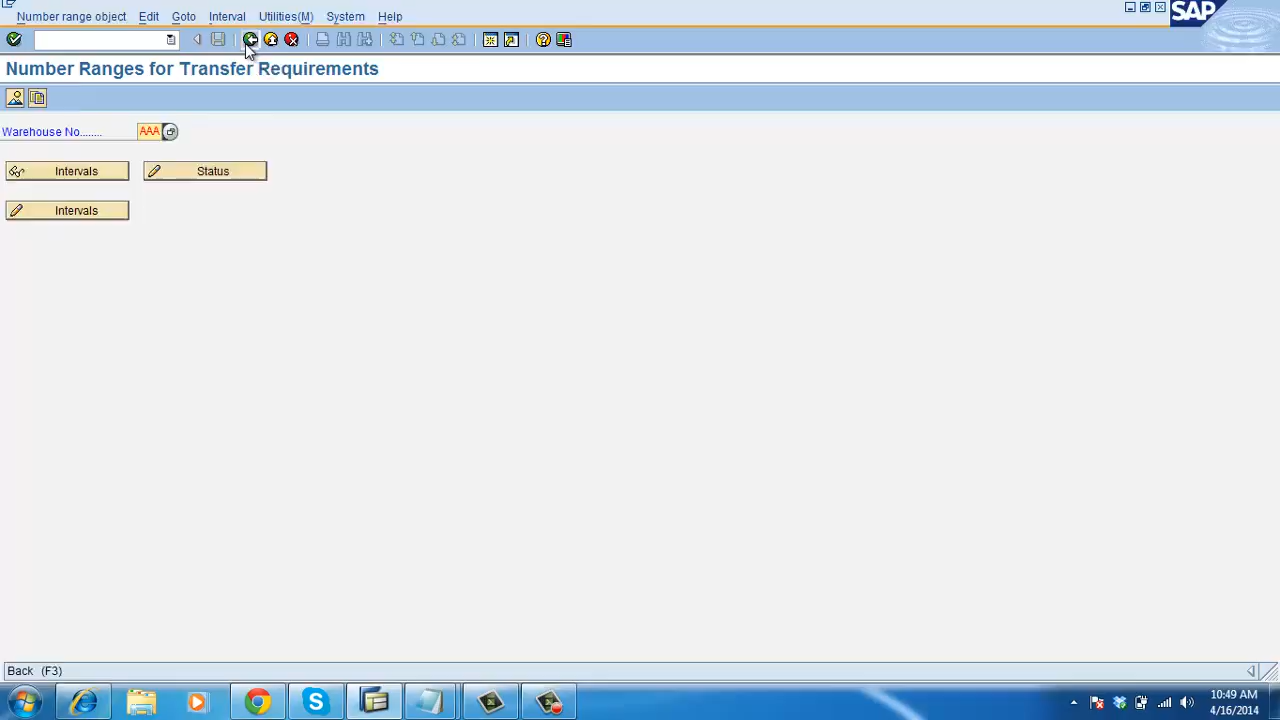 Number range object Edit Goto Interval Utilities(M) System Help
SAP
Number Ranges for Transfer Requirements
Warehouse No........ AAA
Intervals Status
Intervals
Back (F3)
10:49 AM
4/16/2014